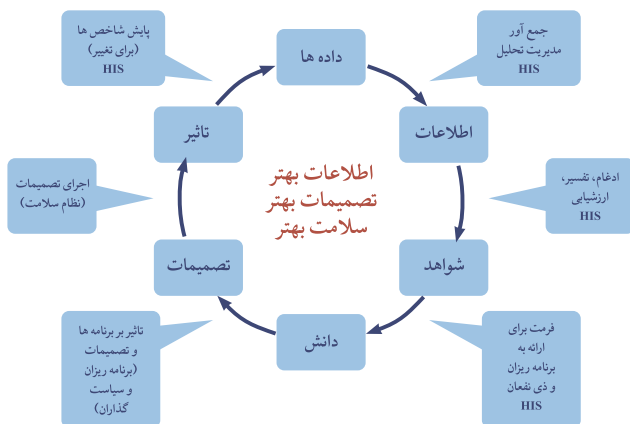 داده ها
جمع آور
مدیریت تحلیل
HIS
اطلاعات
ادغام، تفسیر،
ارزشیابی
HIS
شواهد
فرمت برای
ارائه به
برنامه ریزان
و ذی نفعان
HIS
دانش
تاثیر بر برنامه ها
و تصمیمات
(برنامه ریزان
و سیاست
گذاران)
تصمیمات
اجرای تصمیمات
(نظام سلامت)
تاثیر
پایش شاخص ها
(برای تغییر)
HIS
اطلاعات بهتر
تصمیمات بهتر
سلامت بهتر